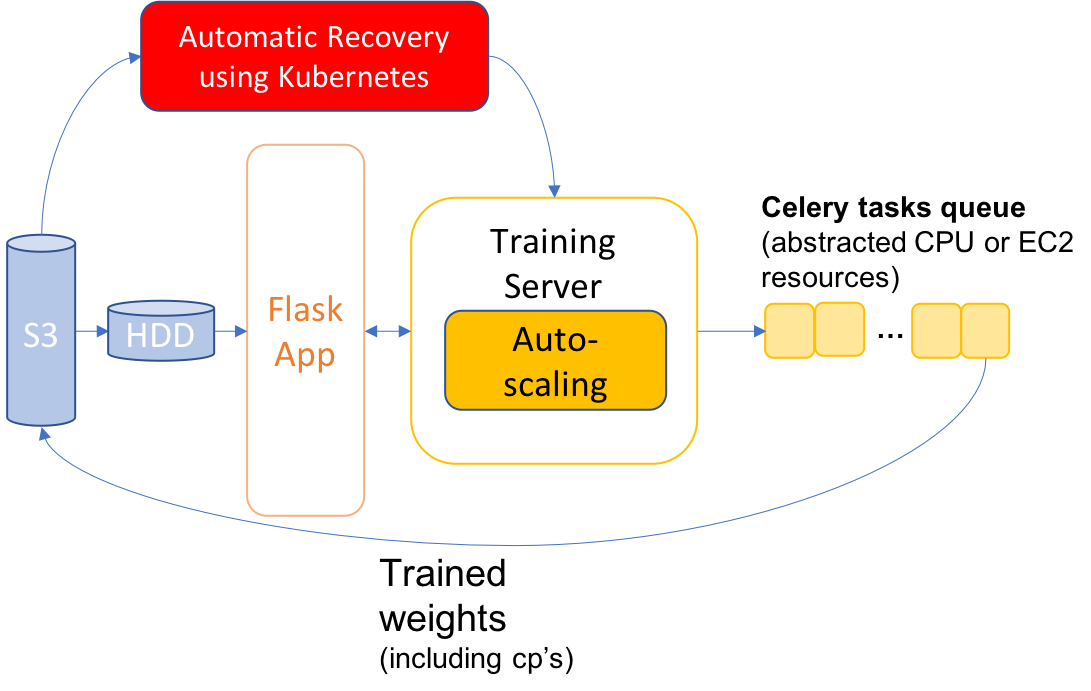 Automatic Recovery
using Kubernetes
S3
HDD
Flask
App
Training
Server
Auto-
scaling
Celery tasks queue
(abstracted CPU or EC2
resources)
...
Trained
weights
(including cp's)